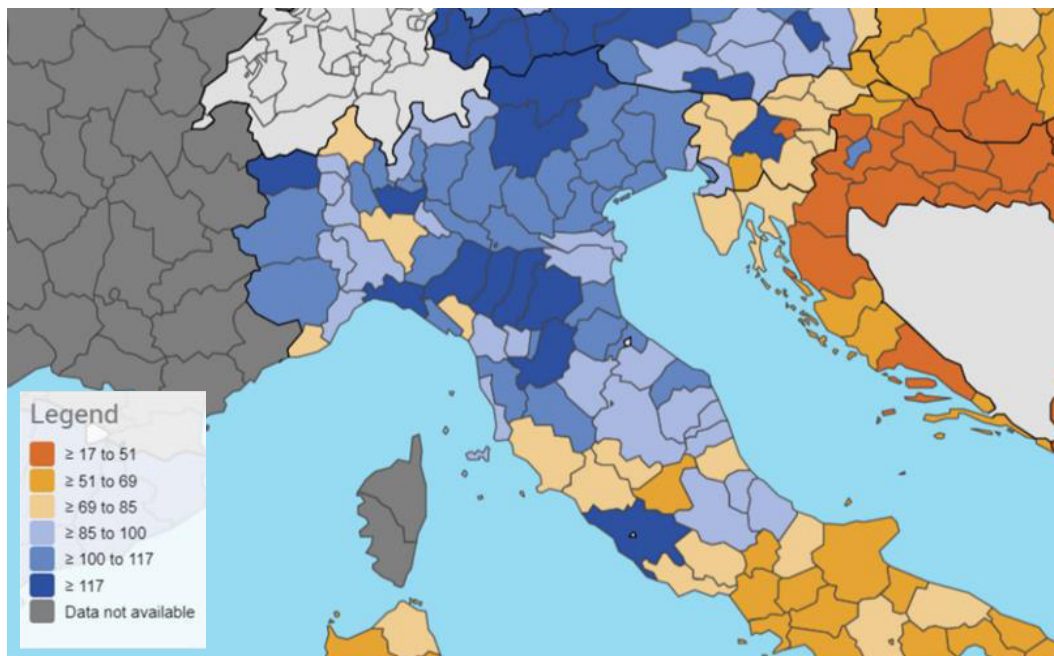 Legend
≥ 17 to 51
≥ 51 to 69
≥ 69 to 85
≥ 85 to 100
≥ 100 to 117
≥ 117
Data not available